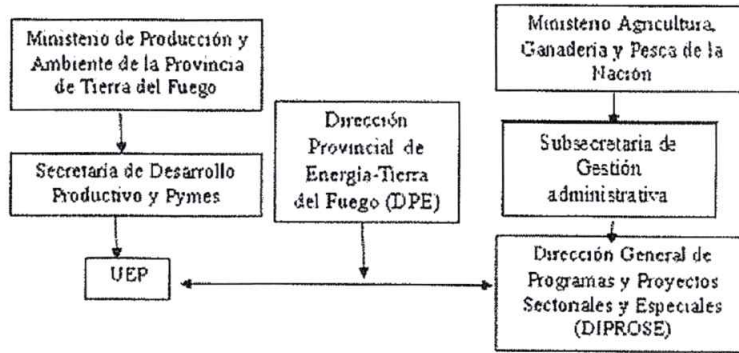 Ministerio de Producción y
Ambiente de la Provincia
de Tierra del Fuego
Secretaría de Desarrollo
Productivo y Pymes
UEP
Dirección
Provincial de
Energía-Tierra
del Fuego (DPE)
Ministerio Agricultura,
Ganadería y Pesca de la
Nación
Subsecretaria de
Gestión
administrativa
Dirección General de
Programas y Proyectos
Sectoriales y Especiales
(DIPROSE)